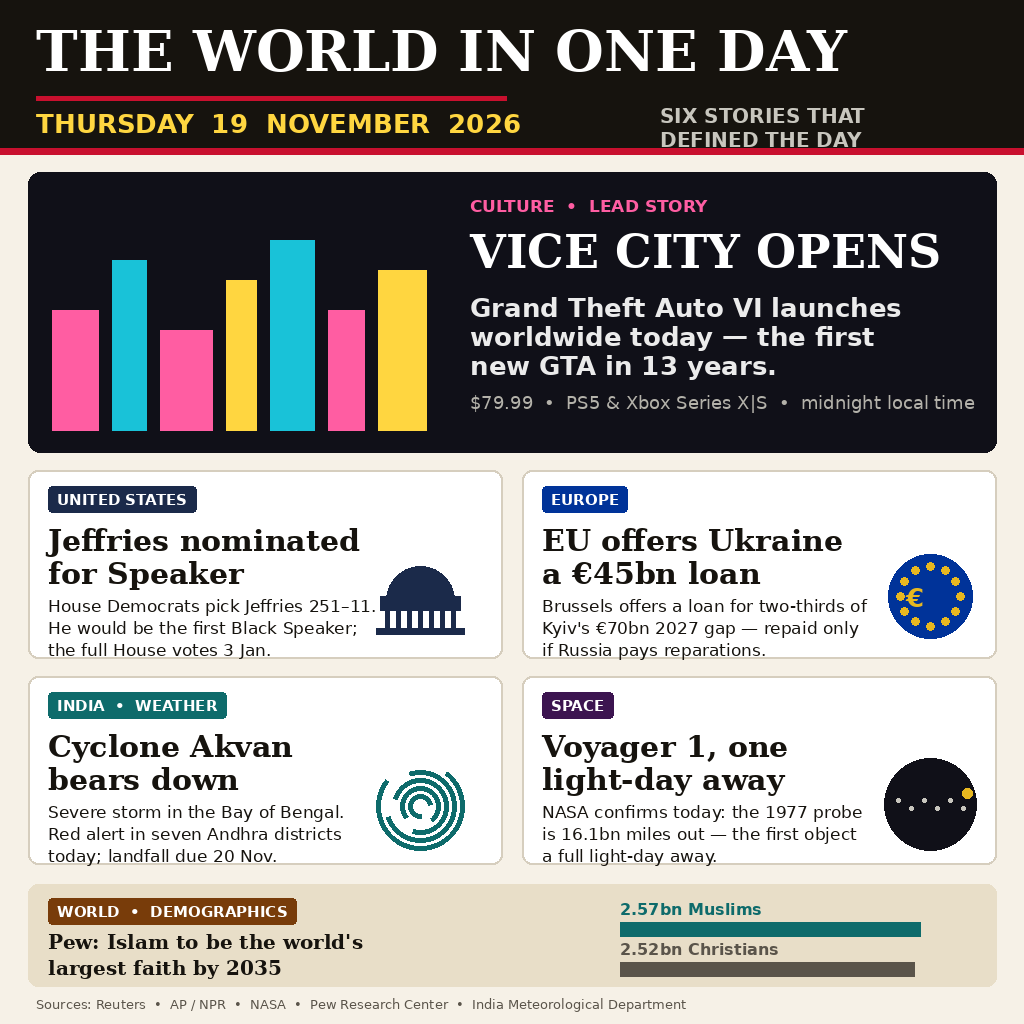 THE WORLD IN ONE DAY
THURSDAY 19 NOVEMBER 2026
SIX STORIES THAT
DEFINED THE DAY
CULTURE • LEAD STORY
VICE CITY OPENS
Grand Theft Auto VI launches
worldwide today — the first
new GTA in 13 years.
$79.99 • PS5 & Xbox Series X|S • midnight local time
UNITED STATES
Jeffries nominated
for Speaker
House Democrats pick Jeffries 251–11.
He would be the first Black Speaker;
the full House votes 3 Jan.
EUROPE
EU offers Ukraine
a €45bn loan
Brussels offers a loan for two-thirds of
Kyiv's €70bn 2027 gap — repaid only
if Russia pays reparations.
€
INDIA • WEATHER
Cyclone Akvan
bears down
Severe storm in the Bay of Bengal.
Red alert in seven Andhra districts
today; landfall due 20 Nov.
SPACE
Voyager 1, one
light-day away
NASA confirms today: the 1977 probe
is 16.1bn miles out — the first object
a full light-day away.
WORLD • DEMOGRAPHICS
Pew: Islam to be the world's
largest faith by 2035
2.57bn Muslims
2.52bn Christians
Sources: Reuters • AP / NPR • NASA • Pew Research Center • India Meteorological Department